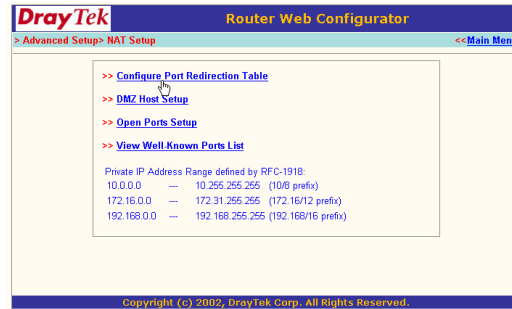 DrayTek Router Web Configurator
> Advanced Setup> NAT Setup <<Main Men
>> Configure Port Redirection Table
>> DMZ Host Setup
>> Open Ports Setup
>> View Well-Known Ports List
Private IP Address Range defined by RFC-1918:
10.0.0.0 --- 10.255.255.255 (10/8 prefix)
172.16.0.0 --- 172.31.255.255 (172.16/12 prefix)
192.168.0.0 --- 192.168.255.255 (192.168/16 prefix)
Copyright (c) 2002, DrayTek Corp. All Rights Reserved.